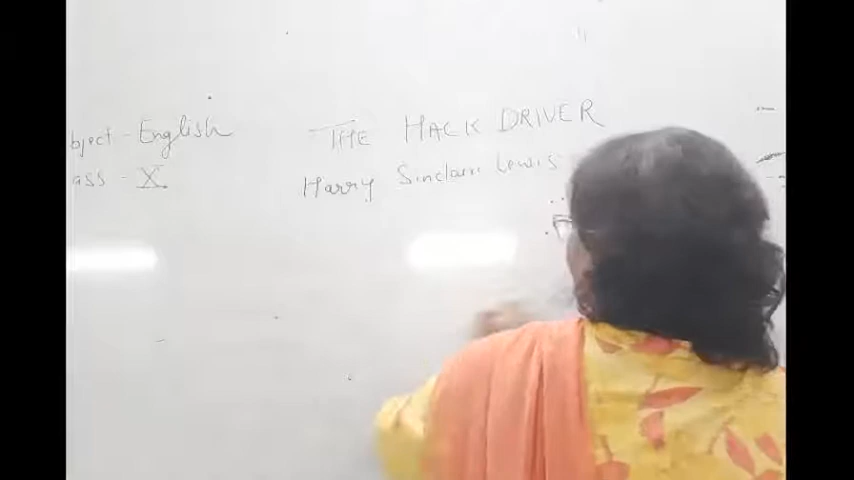 bject - English
ass - X
THE HACK DRIVER
Harry Sinclair Lewis